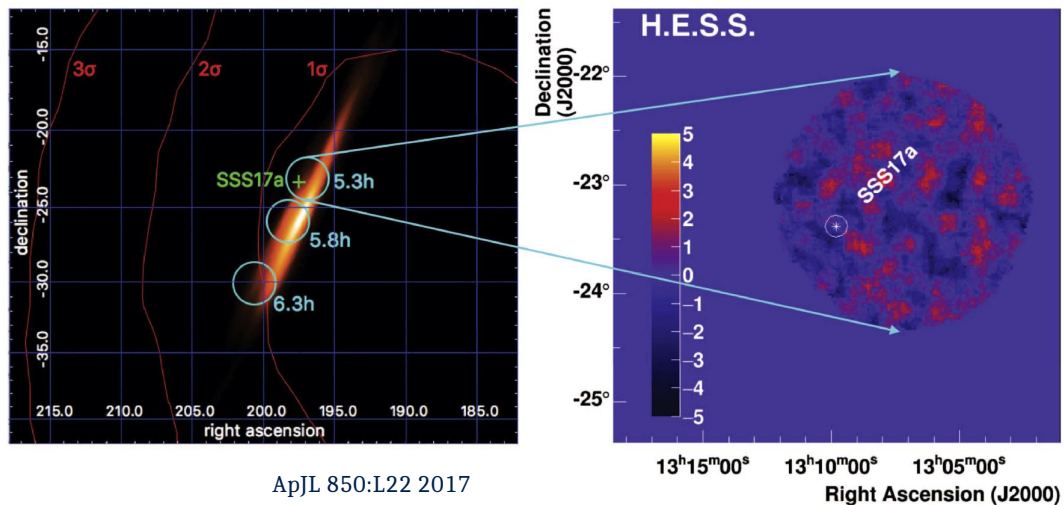 3σ
2σ
1σ
SSS17a
5.3h
5.8h
6.3h
declination
-15.0
-20.0
-25.0
-30.0
-35.0
215.0 210.0 205.0 200.0 195.0 190.0 185.0
right ascension
ApJL 850:L22 2017
H.E.S.S.
Declination
(J2000)
-22°
-23°
-24°
-25°
5
4
3
2
1
0
-1
-2
-3
-4
-5
SSS17a
13h15m00s 13h10m00s 13h05m00s
Right Ascension (J2000)